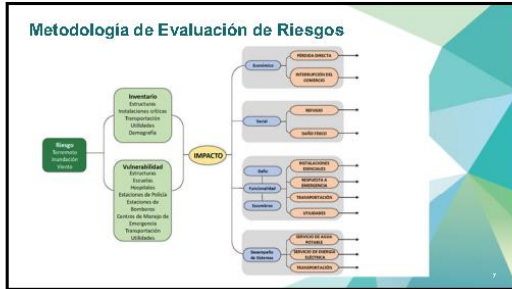 Metodología de Evaluación de Riesgos
Riesgo
Terremoto
Inundación
Viento
Inventario
Estructuras
Instalaciones críticas
Transportación
Utilidades
Demografía
Vulnerabilidad
Estructuras
Escuelas
Hospitales
Estaciones de Policía
Estaciones de
Bomberos
Centros de Manejo de
Emergencia
Transportación
Utilidades
IMPACTO
Económico
PÉRDIDA DIRECTA
INTERRUPCIÓN DEL
COMERCIO
Social
REFUGIO
DAÑO FÍSICO
Daño
Funcionalidad
Escombros
INSTALACIONES
ESENCIALES
RESPUESTA A
EMERGENCIA
TRANSPORTACIÓN
UTILIDADES
Desempeño
de Sistemas
SERVICIO DE AGUA
POTABLE
SERVICIO DE ENERGÍA
ELÉCTRICA
TRANSPORTACIÓN
7